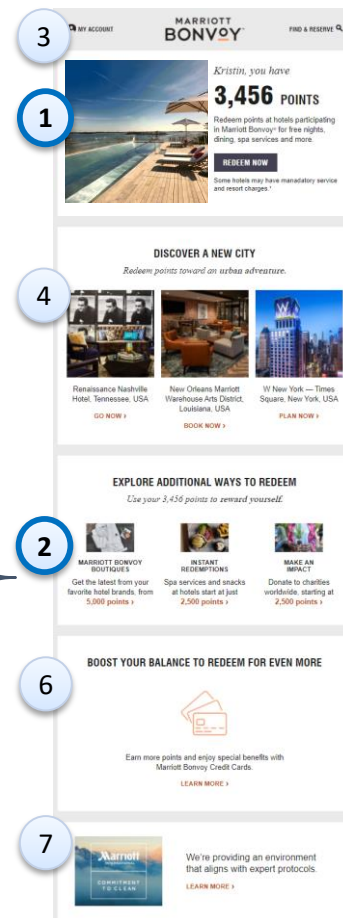 3
MY ACCOUNT
MARRIOTT
BONVOY
FIND & RESERVE
1
Kristin, you have
3,456 POINTS
Redeem points at hotels participating
in Marriott Bonvoy® for free nights,
dining, spa services and more.
REDEEM NOW
Some hotels may have manadatory service
and resort charges.*
DISCOVER A NEW CITY
Redeem points toward an urban adventure.
4
Renaissance Nashville
Hotel, Tennessee, USA
GO NOW ›
New Orleans Marriott
Warehouse Arts District,
Louisiana, USA
BOOK NOW ›
W New York — Times
Square, New York, USA
PLAN NOW ›
EXPLORE ADDITIONAL WAYS TO REDEEM
Use your 3,456 points to reward yourself.
2
MARRIOTT BONVOY
BOUTIQUES
Get the latest from your
favorite hotel brands, from
5,000 points ›
INSTANT
REDEMPTIONS
Spa services and snacks
at hotels start at just
2,500 points ›
MAKE AN
IMPACT
Donate to charities
worldwide, starting at
2,500 points ›
BOOST YOUR BALANCE TO REDEEM FOR EVEN MORE
6
Earn more points and enjoy special benefits with
Marriott Bonvoy Credit Cards.
LEARN MORE ›
7
Marriott
COMMITMENT
TO CLEAN
We're providing an environment
that aligns with expert protocols.
LEARN MORE ›